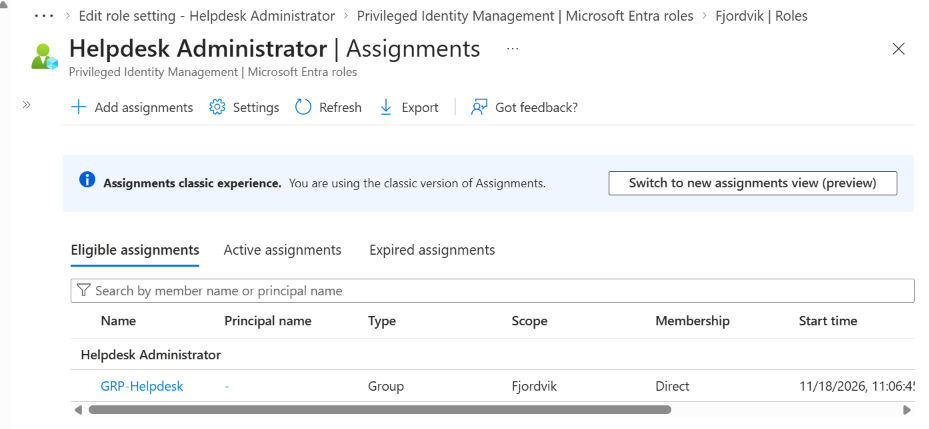 ··· > Edit role setting - Helpdesk Administrator > Privileged Identity Management | Microsoft Entra roles > Fjordvik | Roles
Helpdesk Administrator | Assignments ···
Privileged Identity Management | Microsoft Entra roles
Add assignments Settings Refresh Export Got feedback?
Assignments classic experience. You are using the classic version of Assignments. Switch to new assignments view (preview)
Eligible assignments Active assignments Expired assignments
Search by member name or principal name
Name Principal name Type Scope Membership Start time
Helpdesk Administrator
GRP-Helpdesk - Group Fjordvik Direct 11/18/2026, 11:06:45